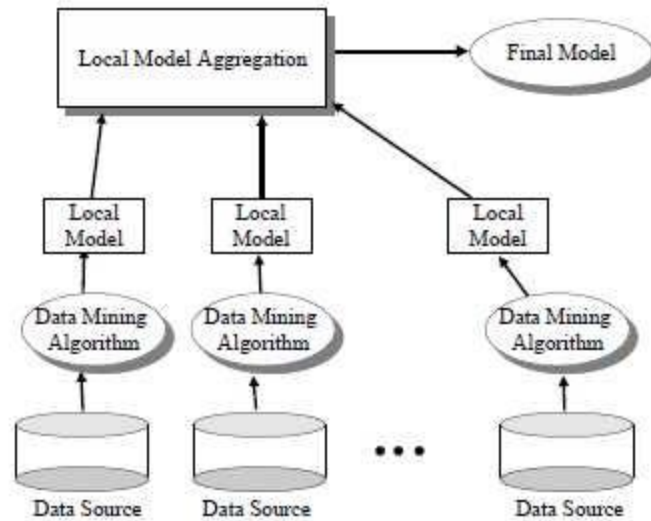 Local Model Aggregation
Final Model
Local
Model
Local
Model
Local
Model
Data Mining
Algorithm
Data Mining
Algorithm
Data Mining
Algorithm
Data Source
Data Source
Data Source